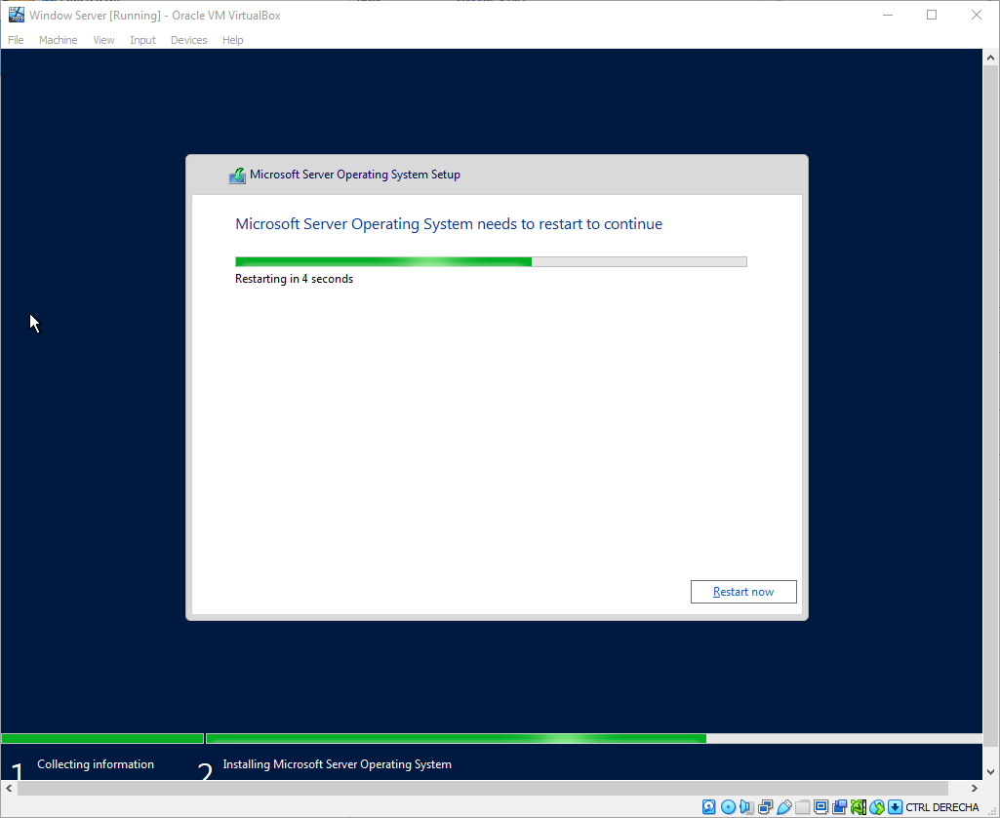 Window Server [Running] - Oracle VM VirtualBox
File Machine View Input Devices Help
Microsoft Server Operating System Setup
Microsoft Server Operating System needs to restart to continue
Restarting in 4 seconds
Restart now
1 Collecting information 2 Installing Microsoft Server Operating System
CTRL DERECHA